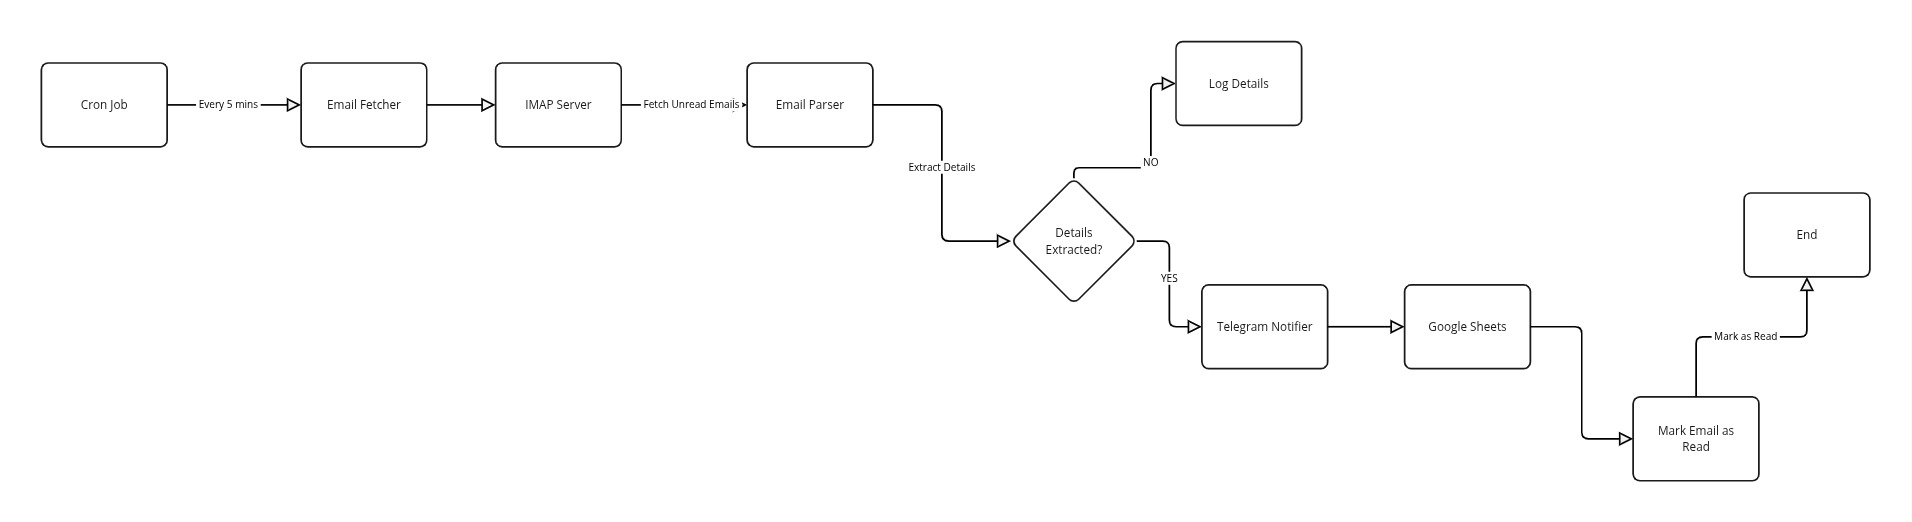 Cron Job
Every 5 mins
Email Fetcher
IMAP Server
Fetch Unread Emails
Email Parser
Extract Details
Details
Extracted?
NO
Log Details
YES
Telegram Notifier
Google Sheets
Mark Email as
Read
Mark as Read
End